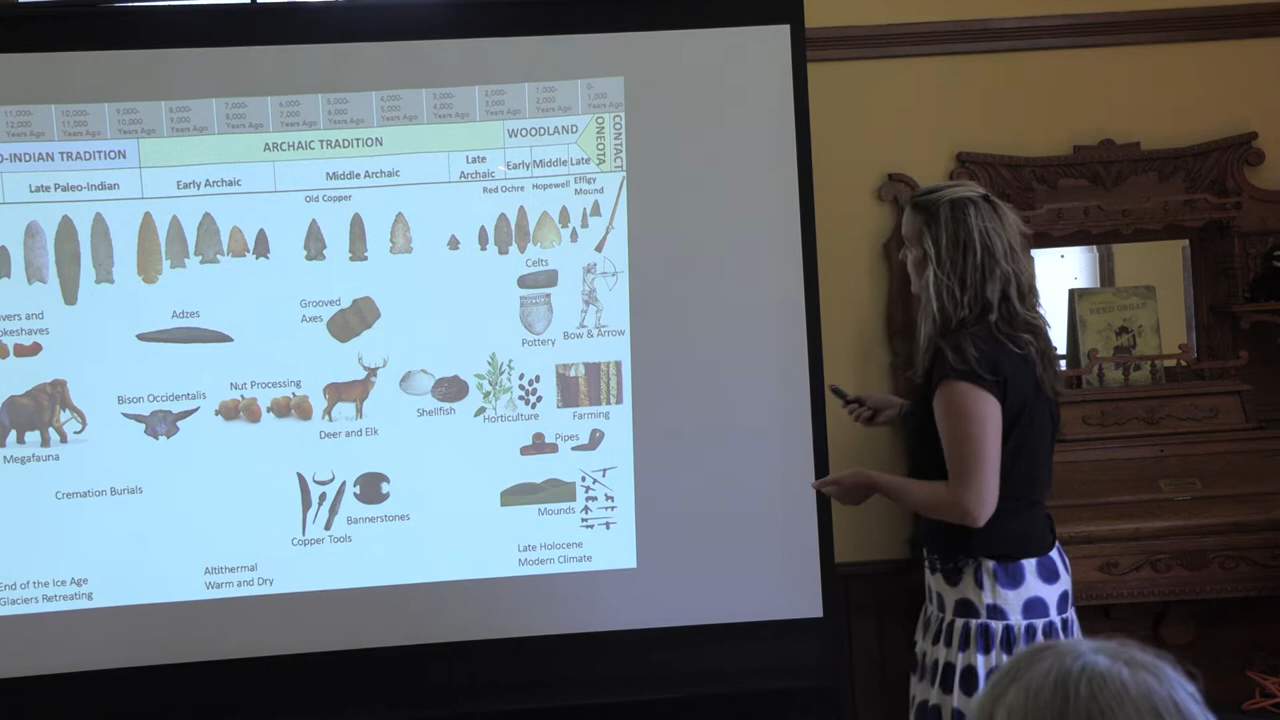 11,000-
12,000
Years Ago
10,000-
11,000
Years Ago
9,000-
10,000
Years Ago
8,000-
9,000
Years Ago
7,000-
8,000
Years Ago
6,000-
7,000
Years Ago
5,000-
6,000
Years Ago
4,000-
5,000
Years Ago
3,000-
4,000
Years Ago
2,000-
3,000
Years Ago
1,000-
2,000
Years Ago
0-
1,000
Years Ago
O-INDIAN TRADITION
ARCHAIC TRADITION
WOODLAND
ONEOTA
CONTACT
Late Paleo-Indian
Early Archaic
Middle Archaic
Late
Archaic
Early
Middle
Late
Old Copper
Red Ochre
Hopewell
Effigy
Mound
Celts
vers and
okeshaves
Adzes
Grooved
Axes
Pottery
Bow & Arrow
Megafauna
Bison Occidentalis
Nut Processing
Deer and Elk
Shellfish
Horticulture
Farming
Pipes
Cremation Burials
Copper Tools
Bannerstones
Mounds
End of the Ice Age
Glaciers Retreating
Altithermal
Warm and Dry
Late Holocene
Modern Climate
REED ORGAN